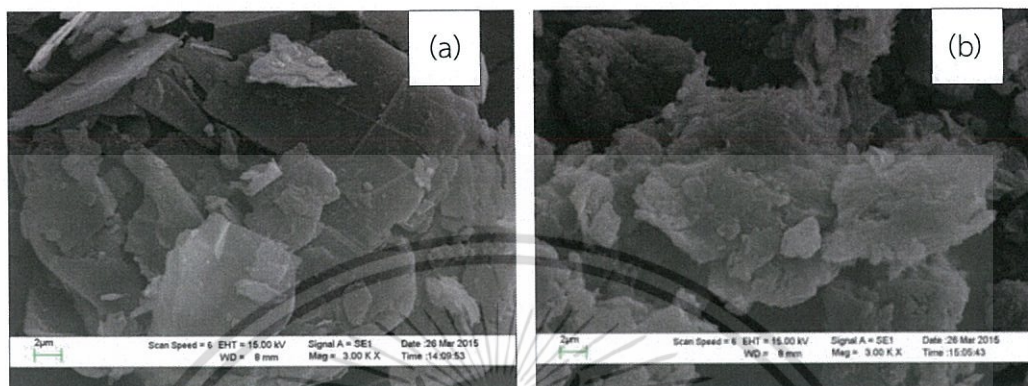 (a)
2μm
Scan Speed = 6 EHT = 15.00 kV Signal A = SE1 Date :26 Mar 2015
WD = 8 mm Mag = 3.00 K X Time :14:09:53
(b)
2μm
Scan Speed = 6 EHT = 15.00 kV Signal A = SE1 Date :26 Mar 2015
WD = 8 mm Mag = 3.00 K X Time :15:05:43